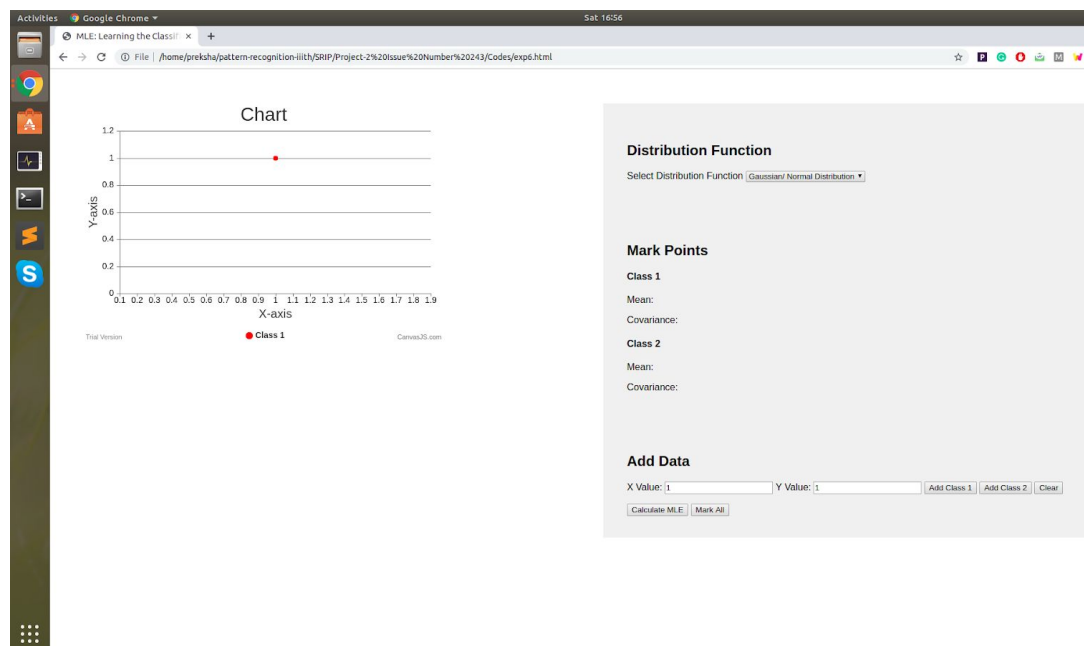 Activities Google Chrome ▾ Sat 16:56
MLE: Learning the Classif × +
File | /home/preksha/pattern-recognition-iiith/SRIP/Project-2%20Issue%20Number%20243/Codes/exp6.html
Chart
1.2
1
0.8
0.6
0.4
0.2
0
Y-axis
0.1 0.2 0.3 0.4 0.5 0.6 0.7 0.8 0.9 1 1.1 1.2 1.3 1.4 1.5 1.6 1.7 1.8 1.9
X-axis
Trial Version Class 1 CanvasJS.com
Distribution Function
Select Distribution Function Gaussian/ Normal Distribution ▾
Mark Points
Class 1
Mean:
Covariance:
Class 2
Mean:
Covariance:
Add Data
X Value: 1 Y Value: 1 Add Class 1 Add Class 2 Clear
Calculate MLE Mark All